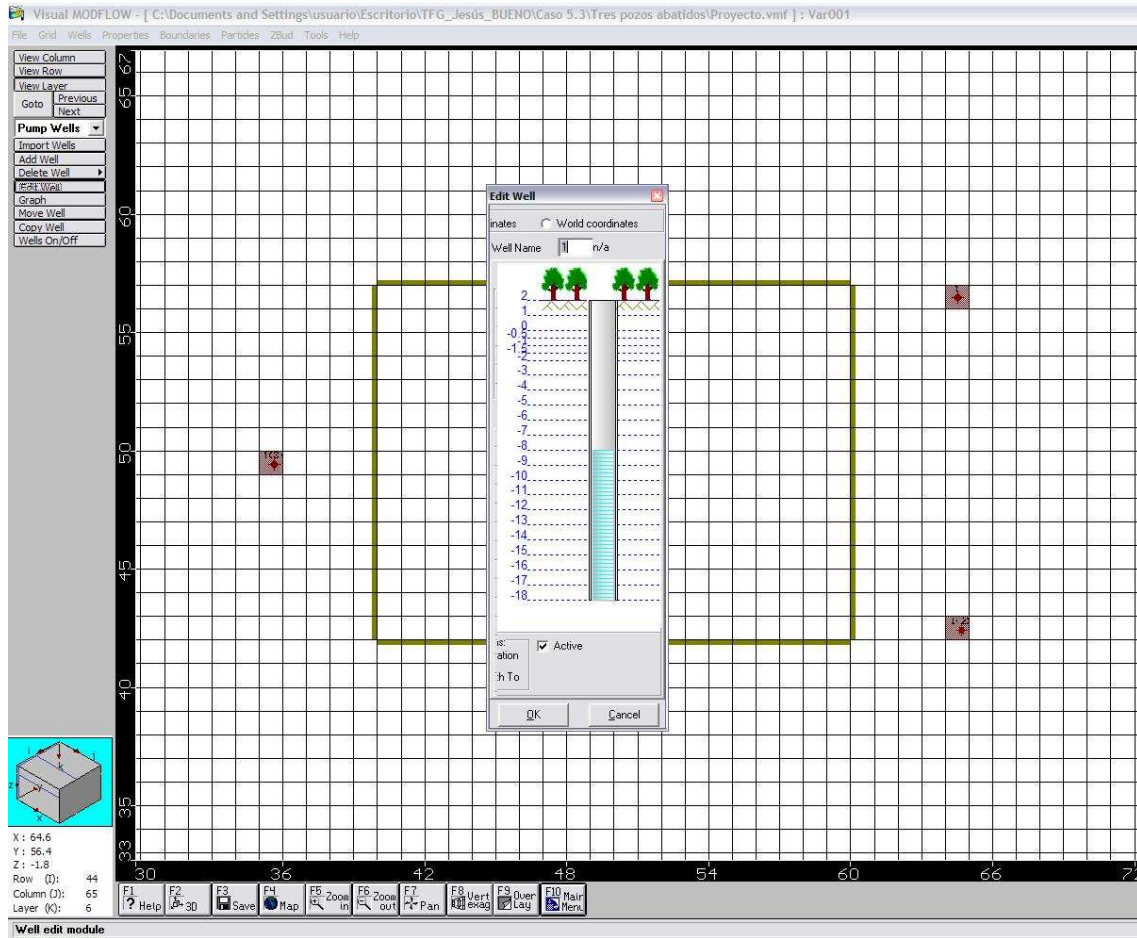 Visual MODFLOW - [ C:\Documents and Settings\usuario\Escritorio\TFG_Jesús_BUENO\Caso 5.3\Tres pozos abatidos\Proyecto.vmf ] : Var001
File Grid Wells Properties Boundaries Particles ZBud Tools Help
View Column
View Row
View Layer
Goto
Previous
Next
Pump Wells
Import Wells
Add Well
Delete Well
Edit Well
Graph
Move Well
Copy Well
Wells On/Off
67
65
60
55
50
45
40
35
33
Edit Well
inates World coordinates
Well Name 1 n/a
2
1
0
-0.5
-1
-1.5
-2
-3
-4
-5
-6
-7
-8
-9
-10
-11
-12
-13
-14
-15
-16
-17
-18
is:
ation
:h To
Active
OK Cancel
1
X : 64.6
Y : 56.4
Z : -1.8
Row (I): 44
Column (J): 65
Layer (K): 6
30 36 42 48 54 60 66 72
F1 Help
F2 3D
F3 Save
F4 Map
F5 Zoom in
F6 Zoom out
F7 Pan
F8 Vert exag
F9 Over Lay
F10 Main Menu
Well edit module